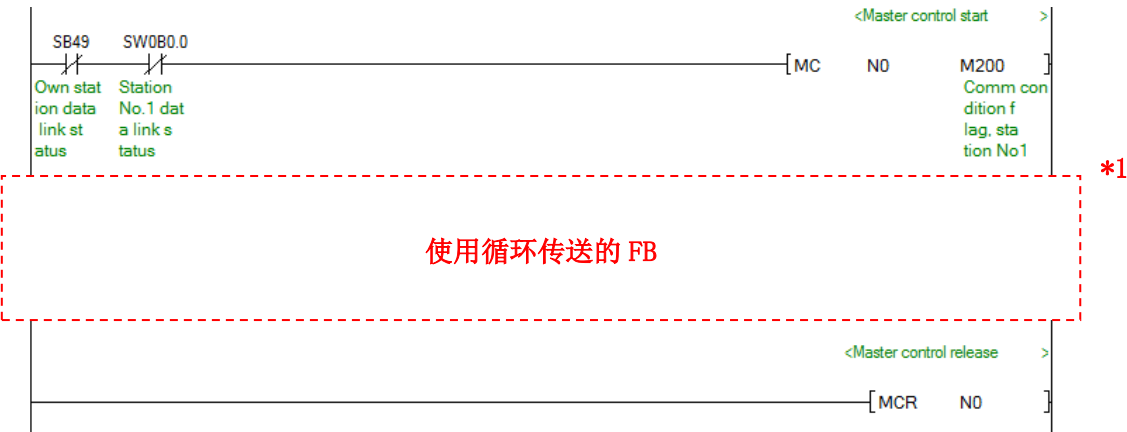 <Master control start >
SB49 SW0B0.0
MC N0 M200
Own stat
ion data
link st
atus
Station
No.1 dat
a link s
tatus
Comm con
dition f
lag, sta
tion No1
*1
使用循环传送的 FB
<Master control release >
MCR N0